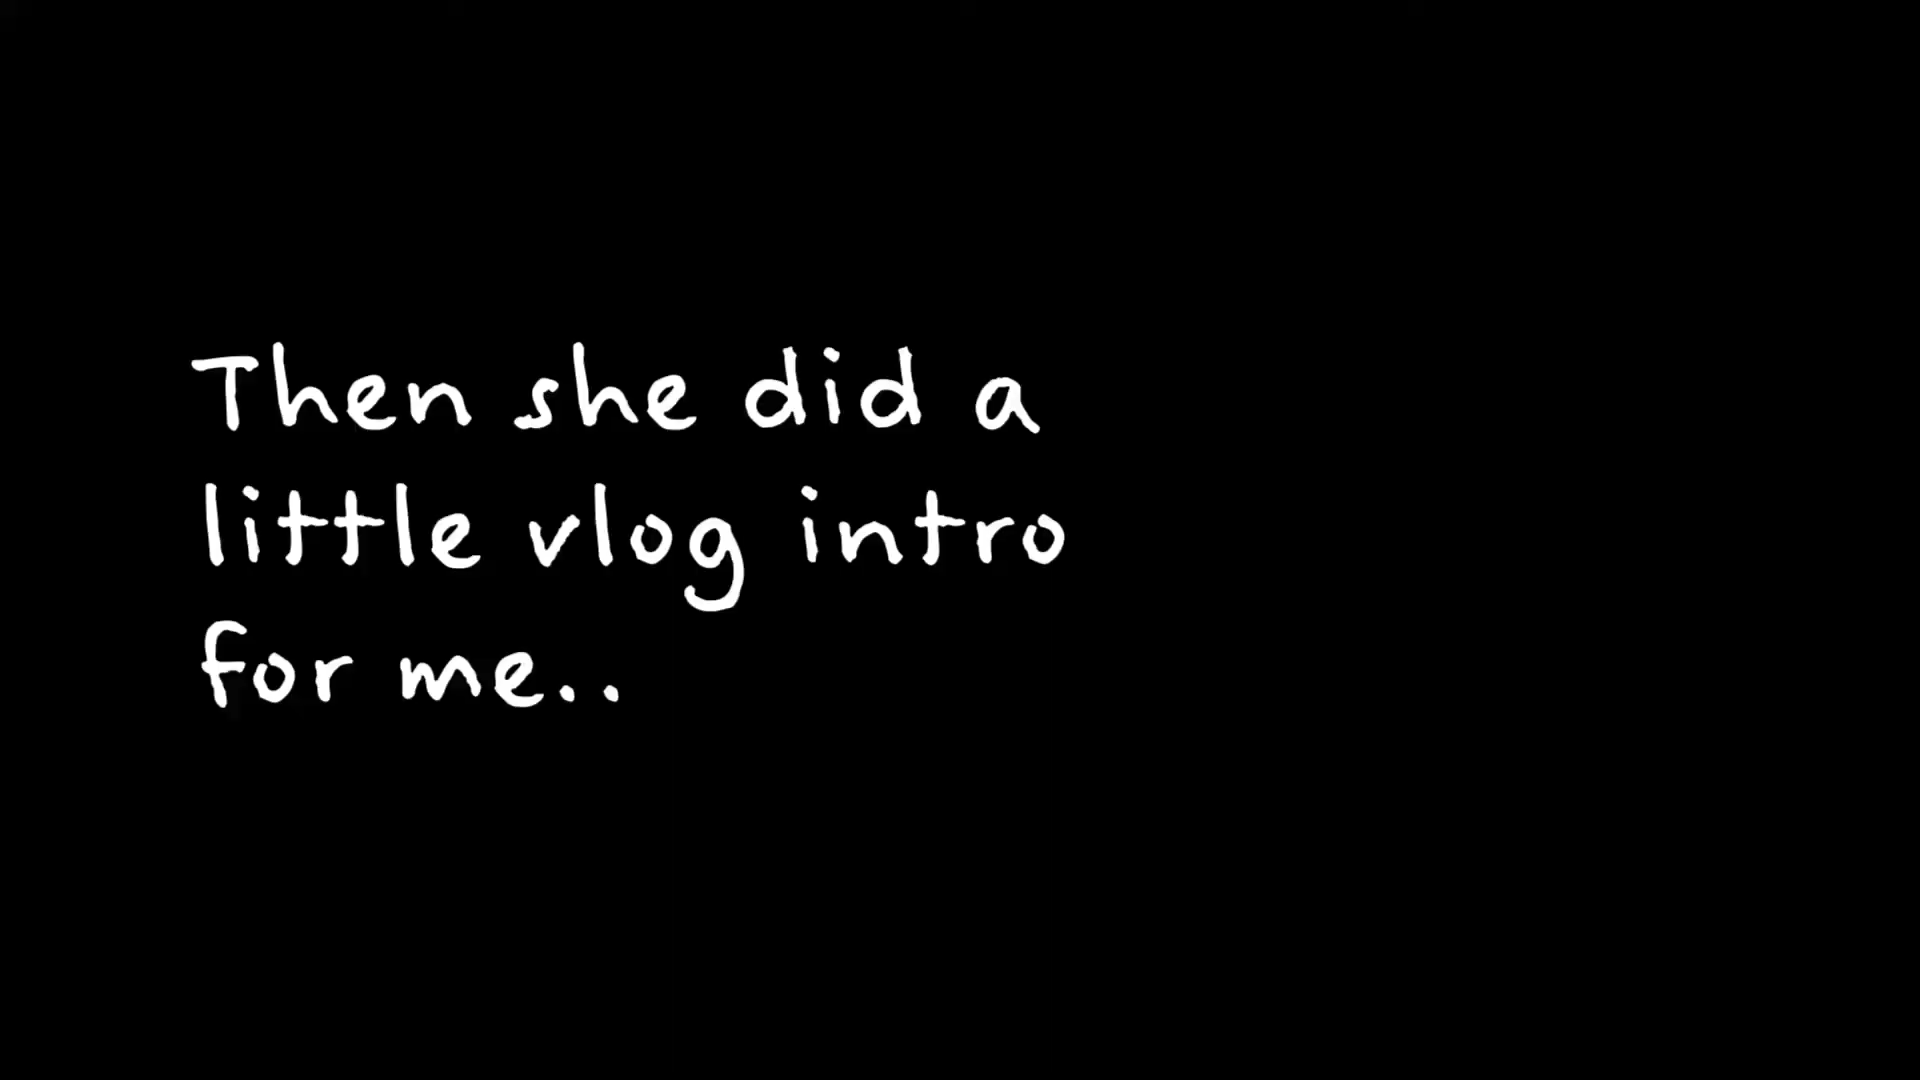 Then she did a
little vlog intro
for me..